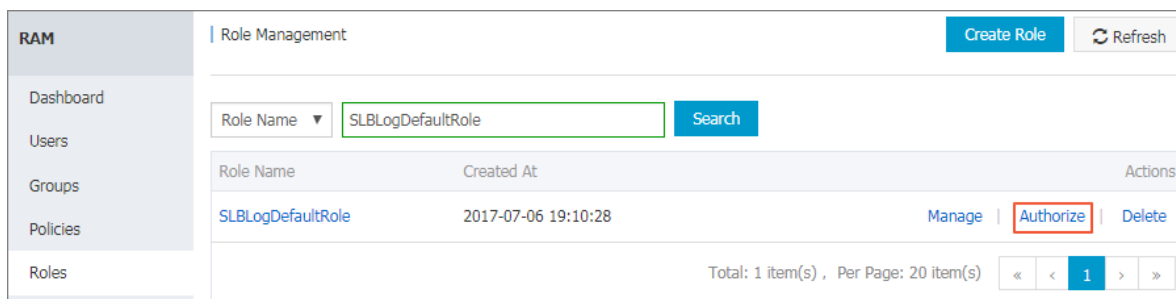 RAM
Role Management
Create Role
Refresh
Dashboard
Users
Groups
Policies
Roles
Role Name ▼
SLBLogDefaultRole
Search
Role Name Created At Actions
SLBLogDefaultRole 2017-07-06 19:10:28 Manage | Authorize | Delete
Total: 1 item(s) , Per Page: 20 item(s) « ‹ 1 › »